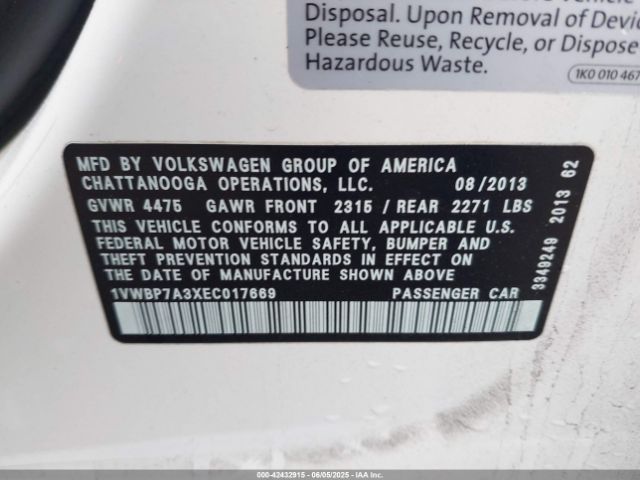 Disposal. Upon Removal of Devi
Please Reuse, Recycle, or Dispose
Hazardous Waste.
1K0 010 467
MFD BY VOLKSWAGEN GROUP OF AMERICA
CHATTANOOGA OPERATIONS, LLC. 08/2013
GVWR 4475 GAWR FRONT 2315 / REAR 2271 LBS
THIS VEHICLE CONFORMS TO ALL APPLICABLE U.S.
FEDERAL MOTOR VEHICLE SAFETY, BUMPER AND
THEFT PREVENTION STANDARDS IN EFFECT ON
THE DATE OF MANUFACTURE SHOWN ABOVE
1VWBP7A3XEC017669 PASSENGER CAR
3349249 2013 62
000-42432915 - 06/05/2025 - IAAI